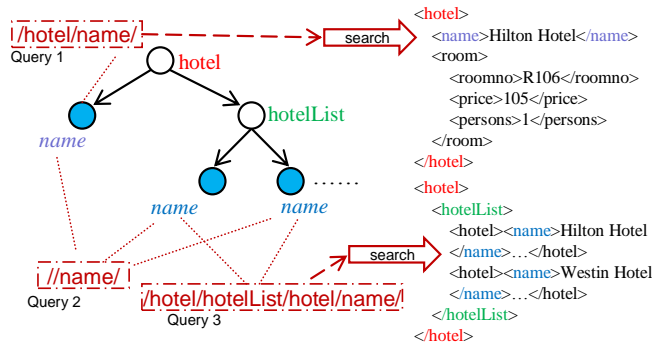 /hotel/name/
Query 1
search
hotel
name
hotelList
name
name
......
//name/
Query 2
/hotel/hotelList/hotel/name/
Query 3
search
<hotel>
<name>Hilton Hotel</name>
<room>
<roomno>R106</roomno>
<price>105</price>
<persons>1</persons>
</room>
</hotel>
<hotel>
<hotelList>
<hotel><name>Hilton Hotel
</name>…</hotel>
<hotel><name>Westin Hotel
</name>…</hotel>
</hotelList>
</hotel>